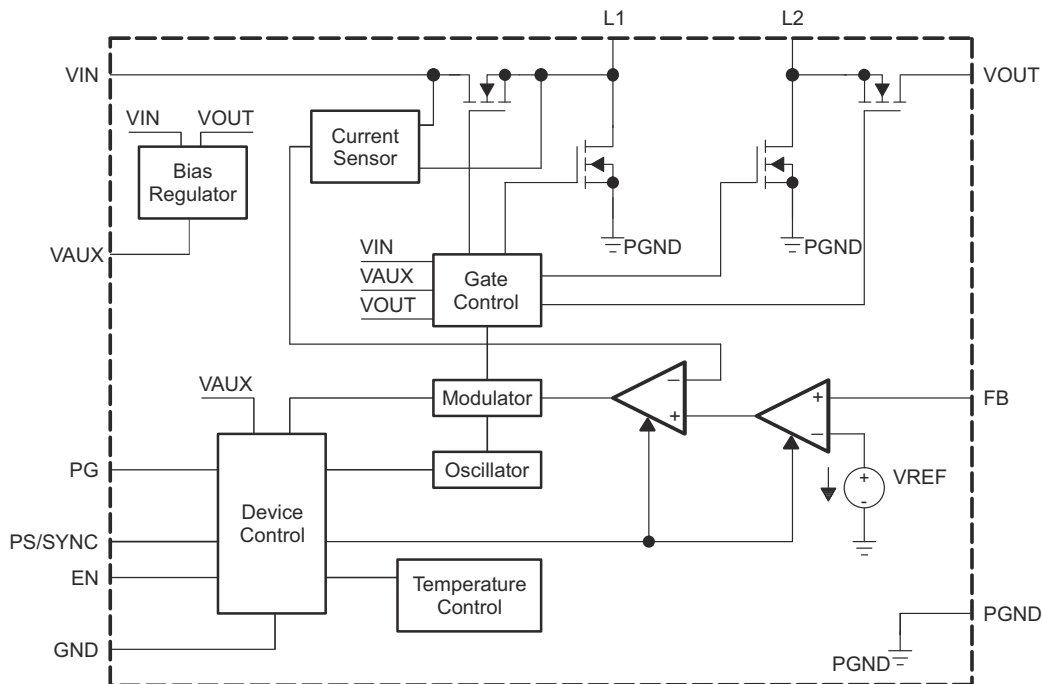 L1
L2
VIN
VOUT
Current
Sensor
VIN
VOUT
Bias
Regulator
VAUX
PGND
PGND
VIN
VAUX
VOUT
Gate
Control
VAUX
Modulator
−
+
+
−
FB
PG
Oscillator
+
-
VREF
Device
Control
PS/SYNC
EN
Temperature
Control
GND
PGND
PGND